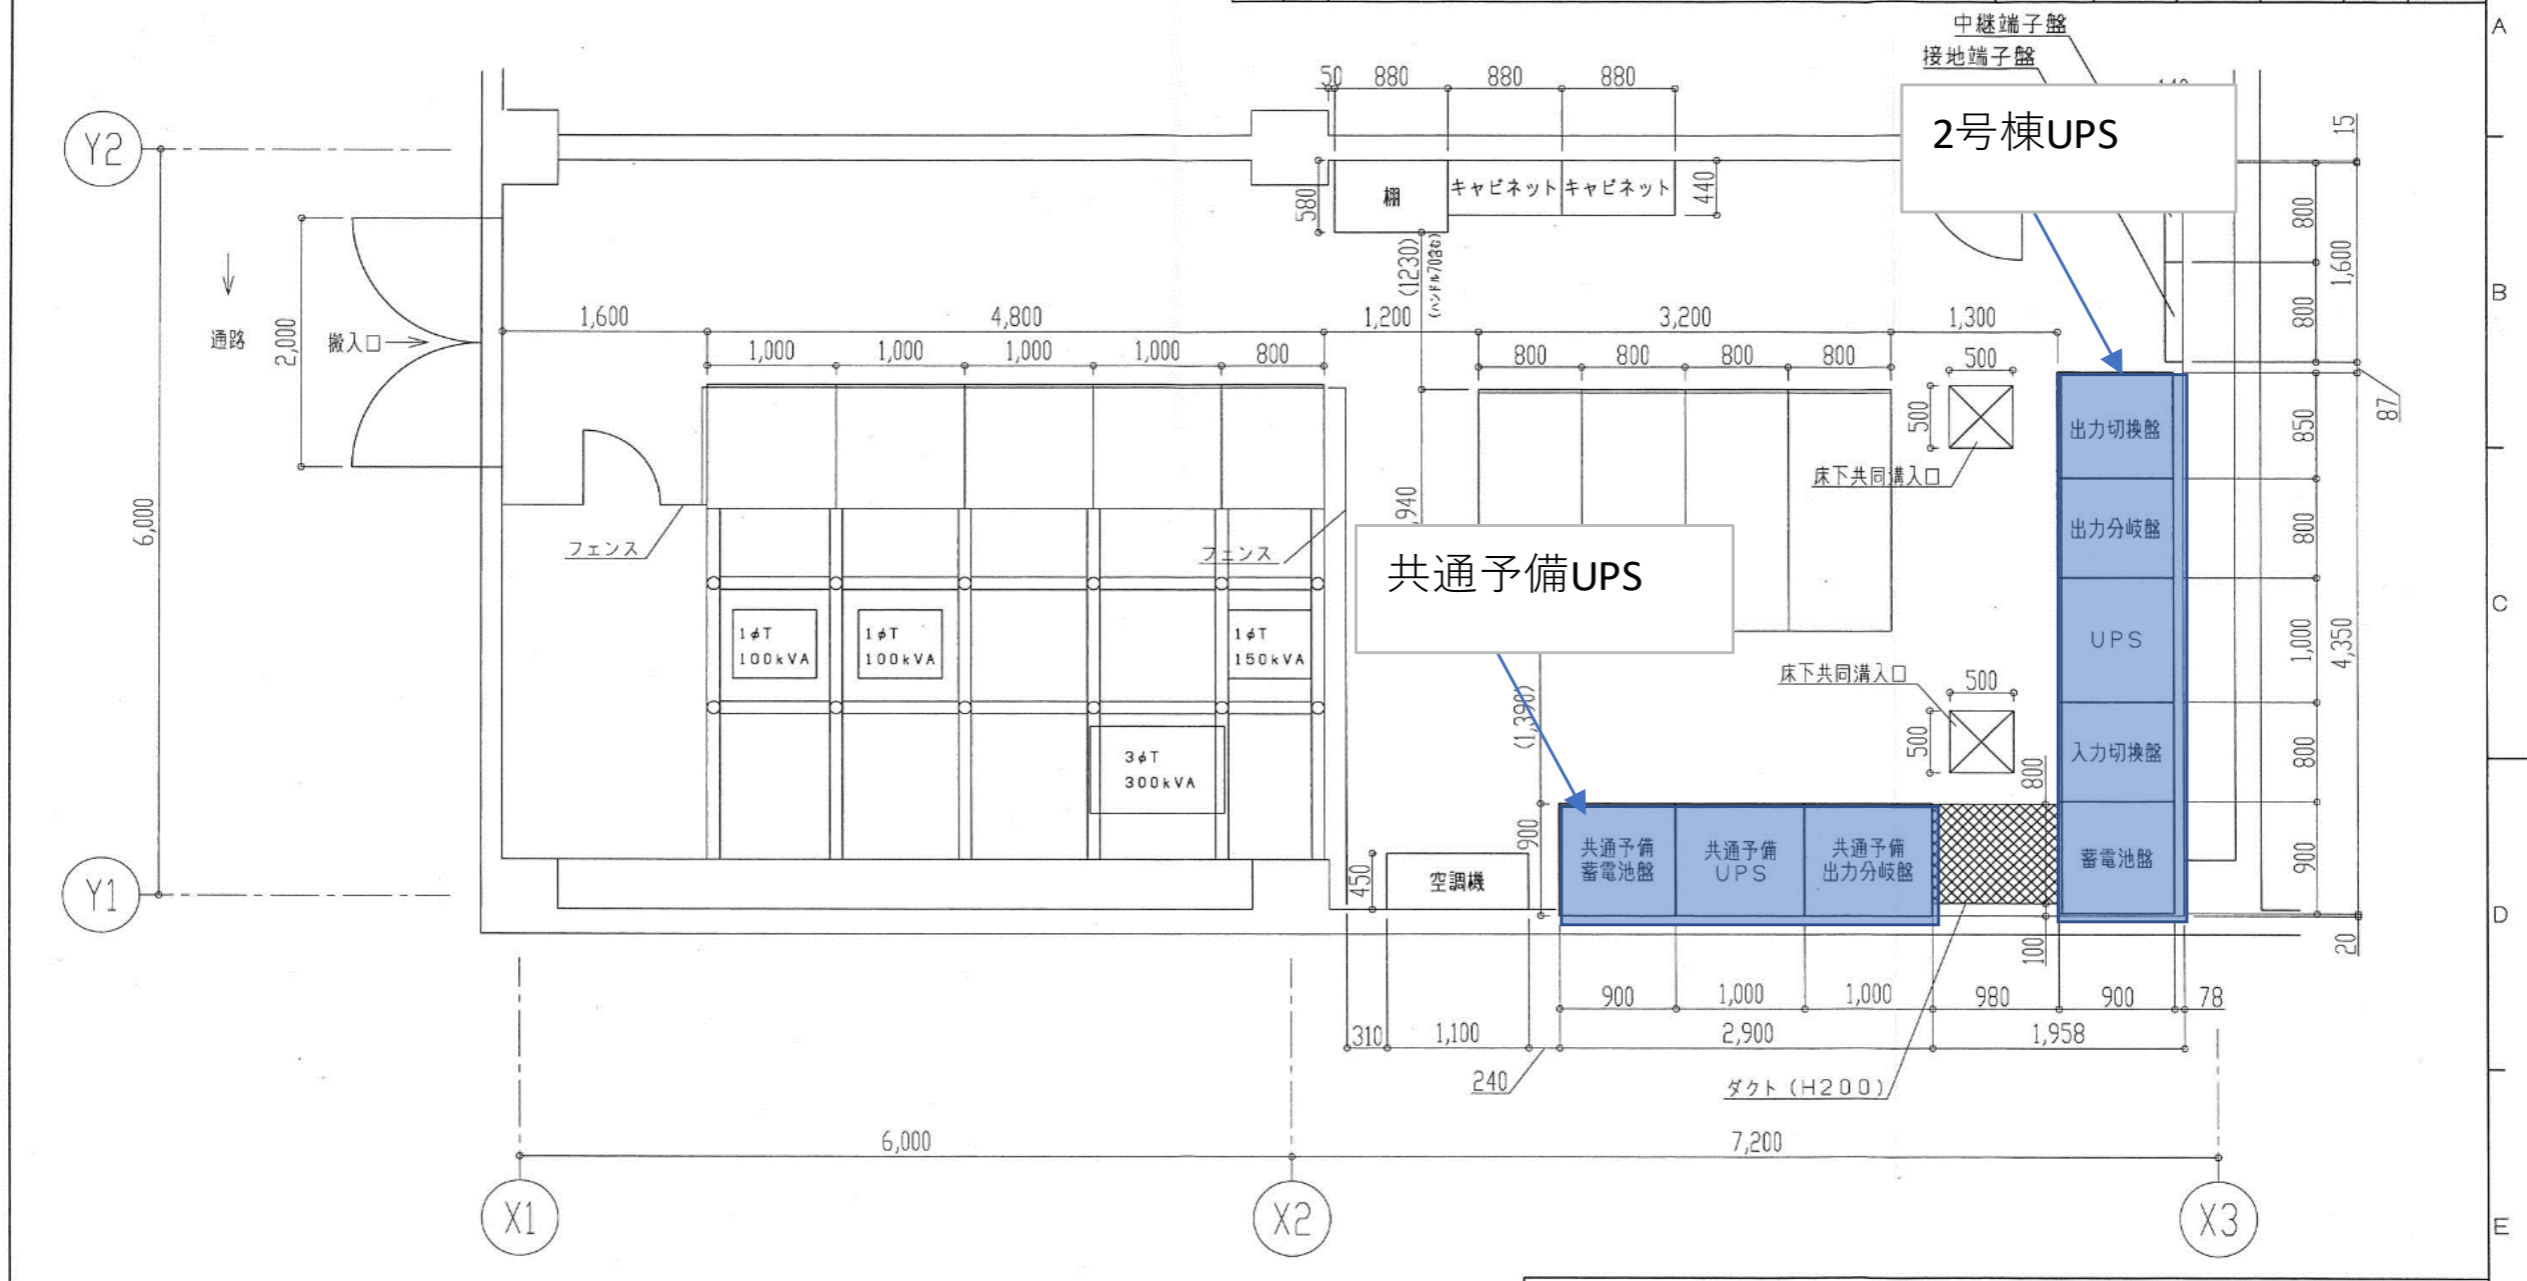 A
中継端子盤
接地端子盤
50
880
880
880
2号棟UPS
15
Y2
棚
キャビネット
キャビネット
580
440
800
1,600
800
B
(1230)
(ハンドル70含む)
通路
2,000
搬入口
1,600
4,800
1,200
3,200
1,300
1,000
1,000
1,000
1,000
800
800
800
800
800
500
500
87
出力切換盤
850
床下共同溝入口
6,000
フェンス
フェンス
940
共通予備UPS
出力分岐盤
800
C
1φT
100kVA
1φT
100kVA
1φT
150kVA
UPS
1,000
4,350
床下共同溝入口
500
500
(1,390)
3φT
300kVA
入力切換盤
800
800
Y1
450
空調機
900
共通予備
蓄電池盤
共通予備
UPS
共通予備
出力分岐盤
蓄電池盤
900
D
100
20
900
1,000
1,000
980
900
78
310
1,100
2,900
1,958
240
ダクト(H200)
6,000
7,200
X1
X2
X3
E